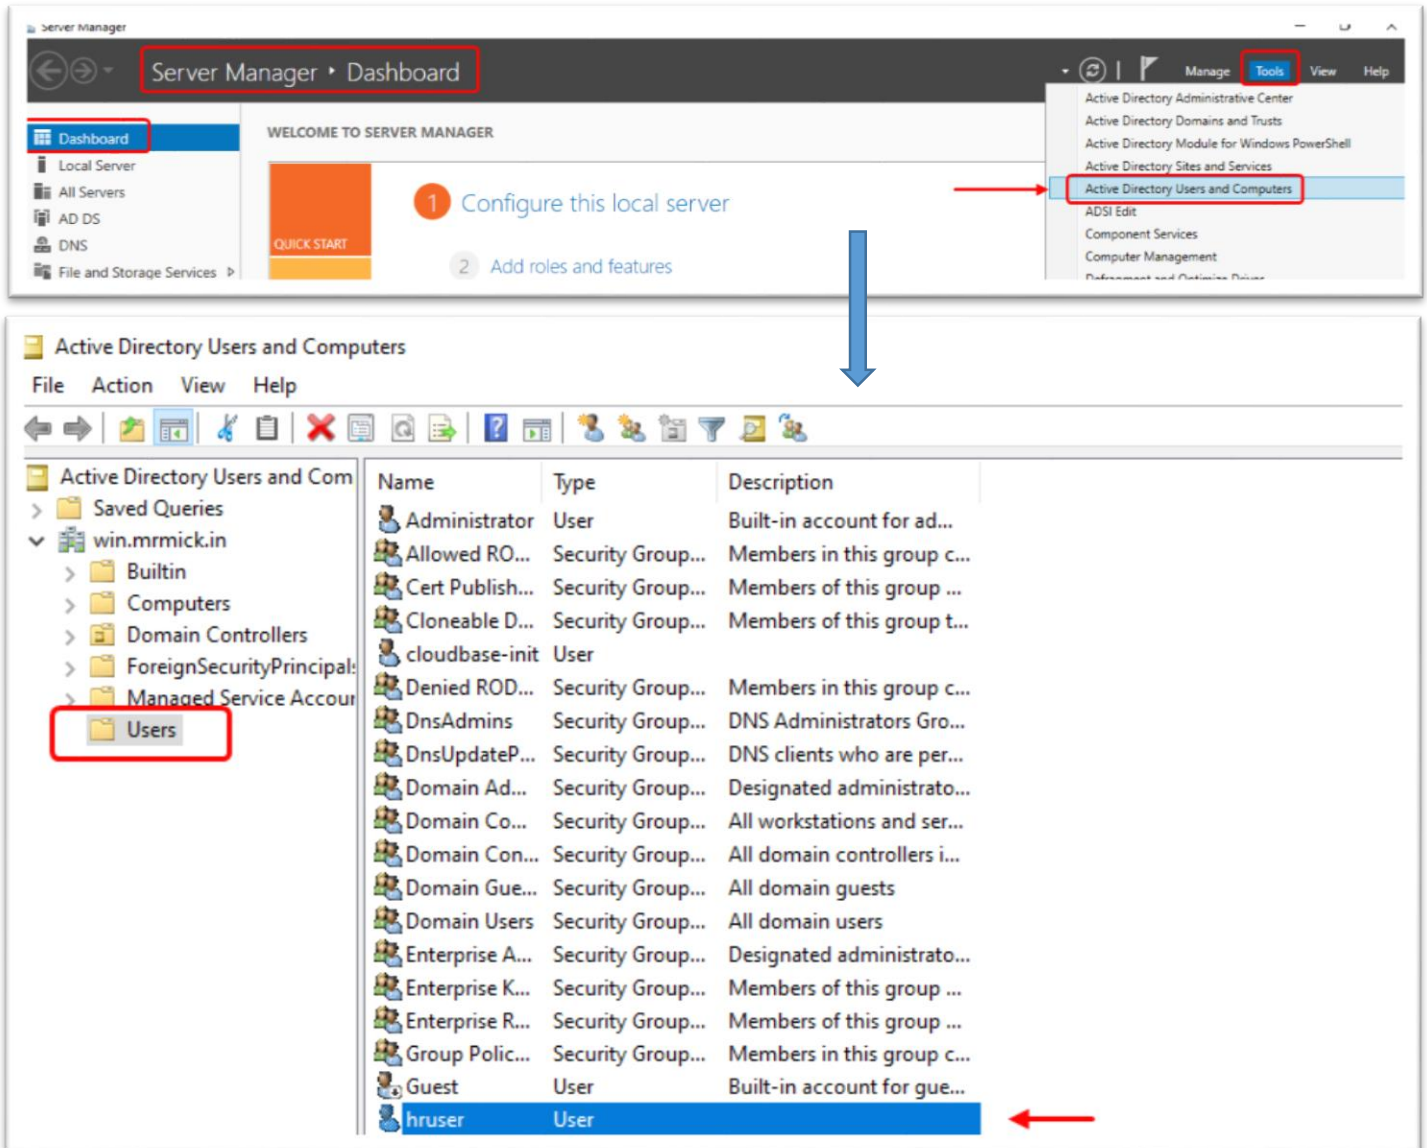 Server Manager
Server Manager ‣ Dashboard
Manage Tools View Help
Dashboard
Local Server
All Servers
AD DS
DNS
File and Storage Services
WELCOME TO SERVER MANAGER
QUICK START
1 Configure this local server
2 Add roles and features
Active Directory Administrative Center
Active Directory Domains and Trusts
Active Directory Module for Windows PowerShell
Active Directory Sites and Services
Active Directory Users and Computers
ADSI Edit
Component Services
Computer Management
Defragment and Optimize Drives
Active Directory Users and Computers
File Action View Help
Active Directory Users and Com
Saved Queries
win.mrmick.in
Builtin
Computers
Domain Controllers
ForeignSecurityPrincipals
Managed Service Accour
Users
Name Type Description
Administrator User Built-in account for ad...
Allowed RO... Security Group... Members in this group c...
Cert Publish... Security Group... Members of this group ...
Cloneable D... Security Group... Members of this group t...
cloudbase-init User
Denied ROD... Security Group... Members in this group c...
DnsAdmins Security Group... DNS Administrators Gro...
DnsUpdateP... Security Group... DNS clients who are per...
Domain Ad... Security Group... Designated administrato...
Domain Co... Security Group... All workstations and ser...
Domain Con... Security Group... All domain controllers i...
Domain Gue... Security Group... All domain guests
Domain Users Security Group... All domain users
Enterprise A... Security Group... Designated administrato...
Enterprise K... Security Group... Members of this group ...
Enterprise R... Security Group... Members of this group ...
Group Polic... Security Group... Members in this group c...
Guest User Built-in account for gue...
hruser User